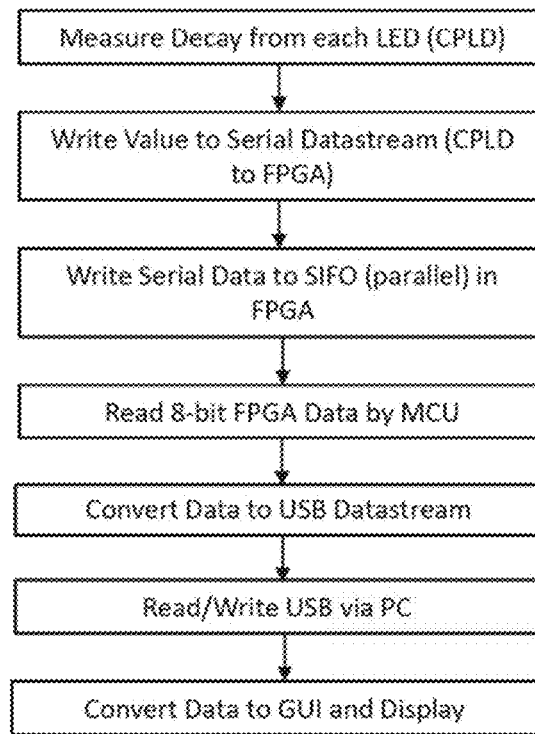 Measure Decay from each LED (CPLD)
Write Value to Serial Datastream (CPLD
to FPGA)
Write Serial Data to SIFO (parallel) in
FPGA
Read 8-bit FPGA Data by MCU
Convert Data to USB Datastream
Read/Write USB via PC
Convert Data to GUI and Display